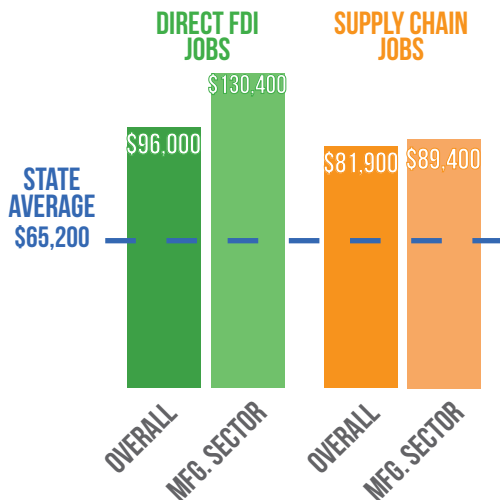 DIRECT FDI
JOBS
SUPPLY CHAIN
JOBS
$130,400
$96,000
$81,900
$89,400
STATE
AVERAGE
$65,200
OVERALL
MFG. SECTOR
OVERALL
MFG. SECTOR